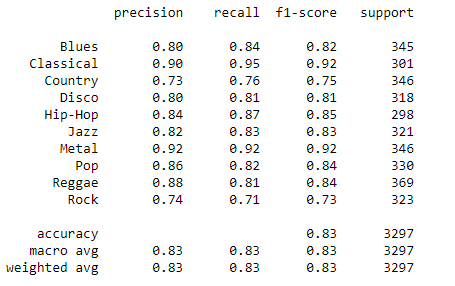 precision recall f1-score support
Blues 0.80 0.84 0.82 345
Classical 0.90 0.95 0.92 301
Country 0.73 0.76 0.75 346
Disco 0.80 0.81 0.81 318
Hip-Hop 0.84 0.87 0.85 298
Jazz 0.82 0.83 0.83 321
Metal 0.92 0.92 0.92 346
Pop 0.86 0.82 0.84 330
Reggae 0.88 0.81 0.84 369
Rock 0.74 0.71 0.73 323
accuracy 0.83 3297
macro avg 0.83 0.83 0.83 3297
weighted avg 0.83 0.83 0.83 3297